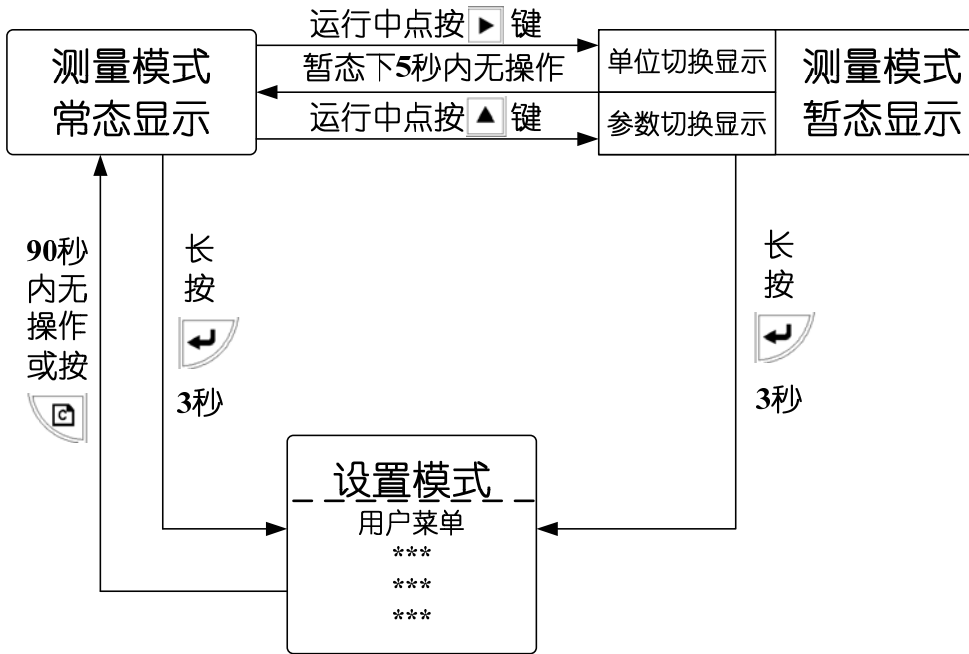 运行中点按 ▶ 键
测量模式
常态显示
暂态下5秒内无操作
单位切换显示
测量模式
暂态显示
运行中点按 ▲ 键
参数切换显示
90秒
内无
操作
或按
C
长
按
3秒
长
按
3秒
设置模式
用户菜单
***
***
***